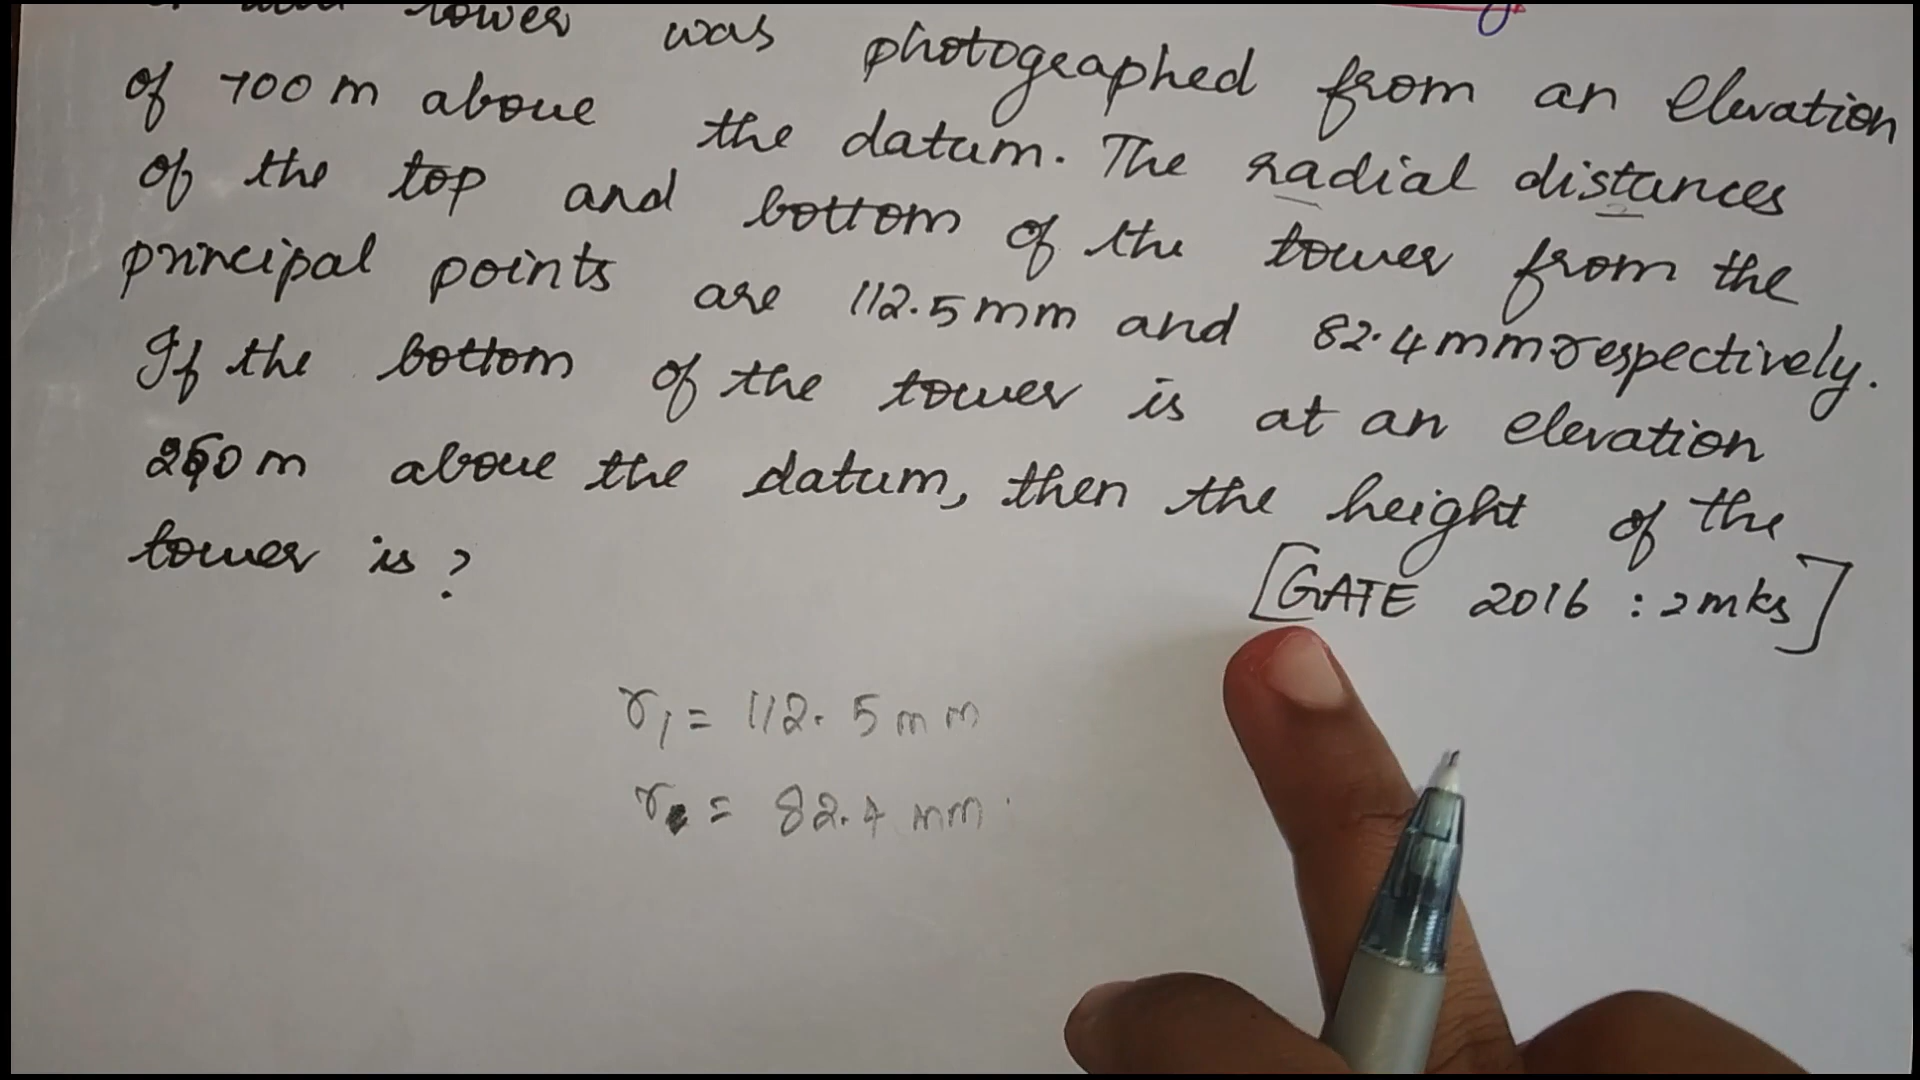 tower was photographed from an elevation
of 700 m above the datum. The radial distances
of the top and bottom of the tower from the
principal points are 112.5 mm and 82.4 mm respectively.
If the bottom of the tower is at an elevation
250 m above the datum, then the height of the
tower is?
[GATE 2016 : 2 mks]
r1 = 112.5 mm
r = 82.4 mm